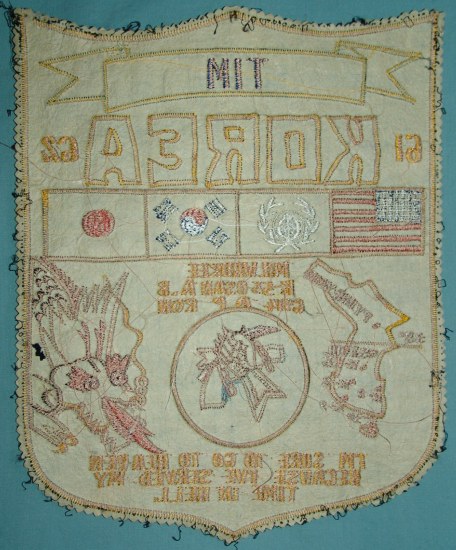 TIM
61 KOREA 62
MILWAUKEE
K-55 OSAN A.B
I'M SURE TO GO TO HEAVEN
BECAUSE I'VE SERVED MY
TIME IN HELL.